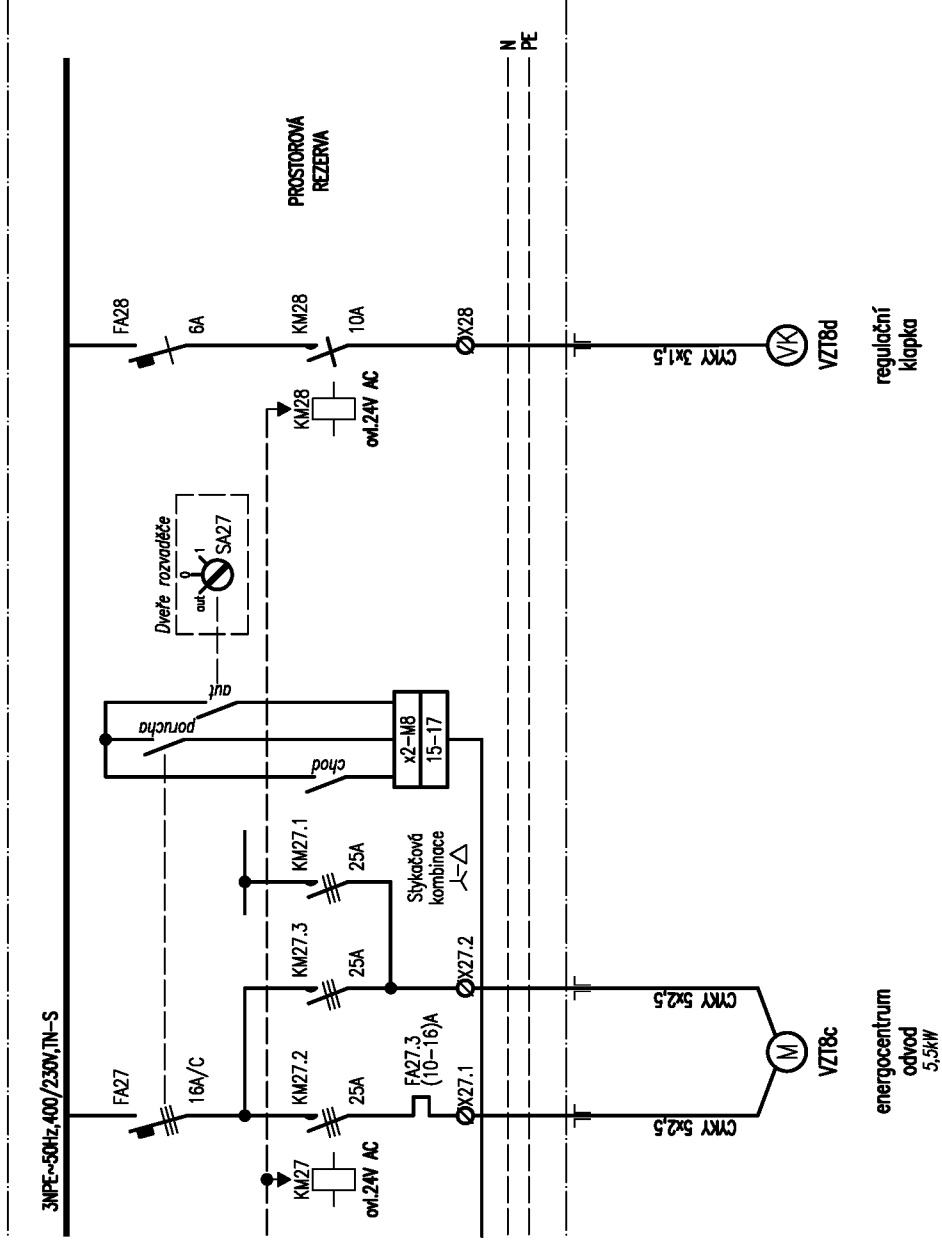 3NPE~50Hz,400/230V,TN-S
FA27
16A/C
KM27
ovl.24V AC
KM27.2
25A
FA27.3
(10-16)A
X27.1
CYKY 5x2,5
M
VZT8c
energocentrum
odvod
5,5kW
KM27.3
25A
X27.2
CYKY 5x2,5
KM27.1
25A
Stykačová
kombinace
chod
porucha
aut
x2-M8
15-17
Dveře rozvaděče
aut
0
1
SA27
FA28
6A
KM28
ovl.24V AC
KM28
10A
X28
CYKY 3x1,5
VK
VZT8d
regulační
klapka
PROSTOROVÁ
REZERVA
N
PE